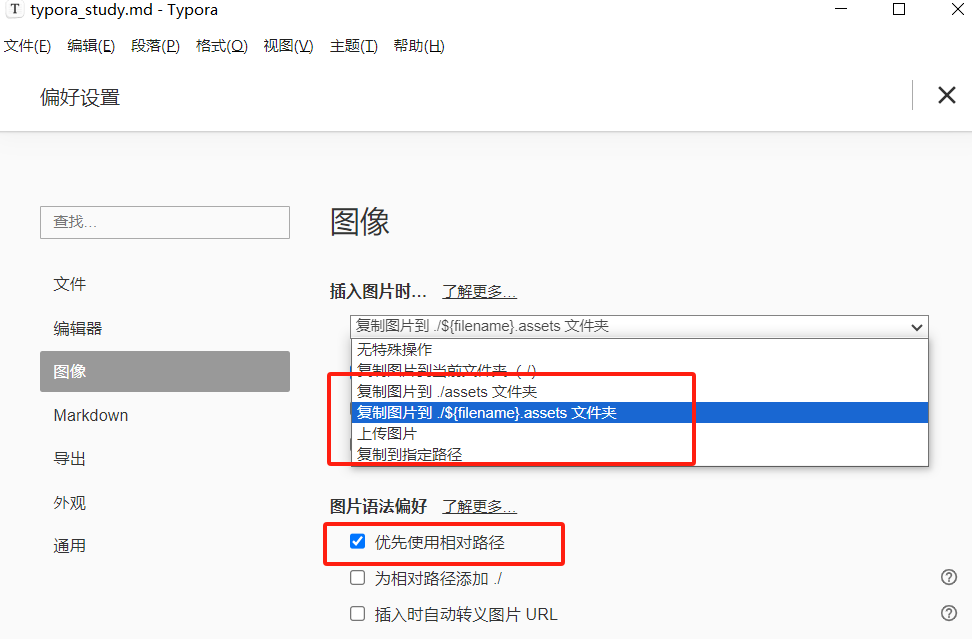 T typora_study.md - Typora
文件(F) 编辑(E) 段落(P) 格式(O) 视图(V) 主题(T) 帮助(H)
偏好设置
查找...
文件
编辑器
图像
Markdown
导出
外观
通用
图像
插入图片时... 了解更多...
复制图片到 ./${filename}.assets 文件夹
无特殊操作
复制图片到当前文件夹 (./)
复制图片到 ./assets 文件夹
复制图片到 ./${filename}.assets 文件夹
上传图片
复制到指定路径
图片语法偏好 了解更多...
优先使用相对路径
为相对路径添加 ./
插入时自动转义图片 URL